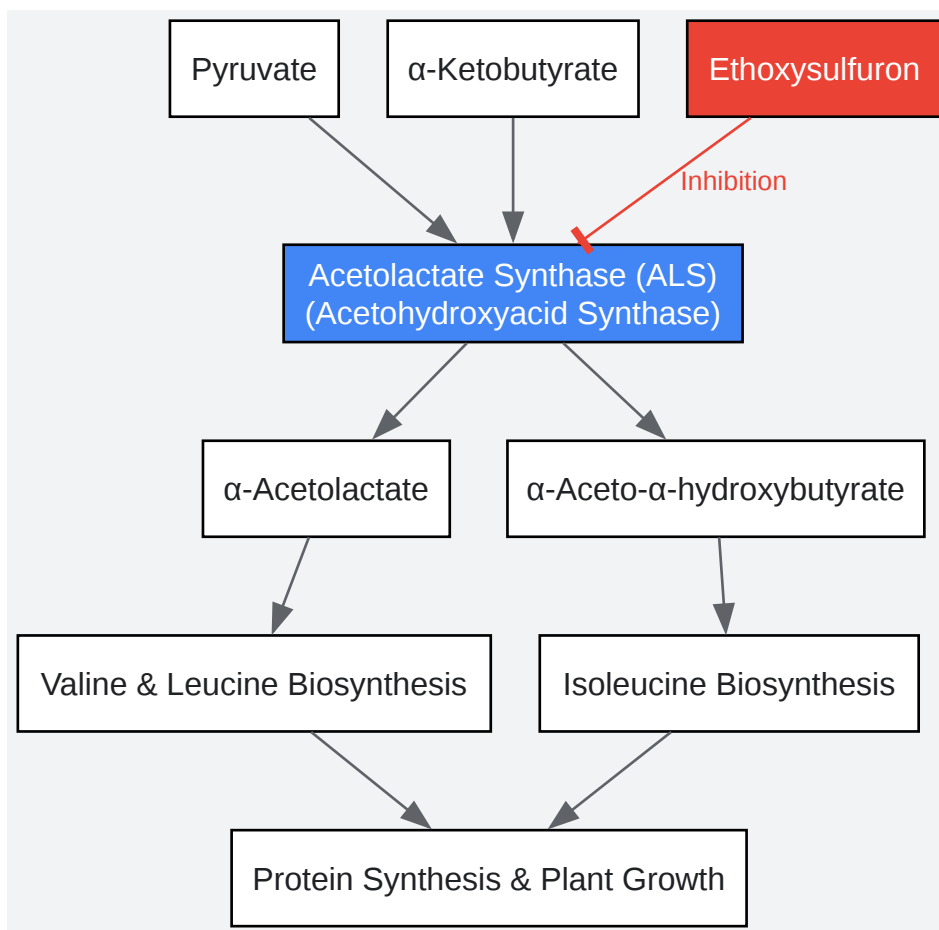 Pyruvate
α-Ketobutyrate
Ethoxysulfuron
Inhibition
Acetolactate Synthase (ALS)
(Acetohydroxyacid Synthase)
α-Acetolactate
α-Aceto-α-hydroxybutyrate
Valine & Leucine Biosynthesis
Isoleucine Biosynthesis
Protein Synthesis & Plant Growth